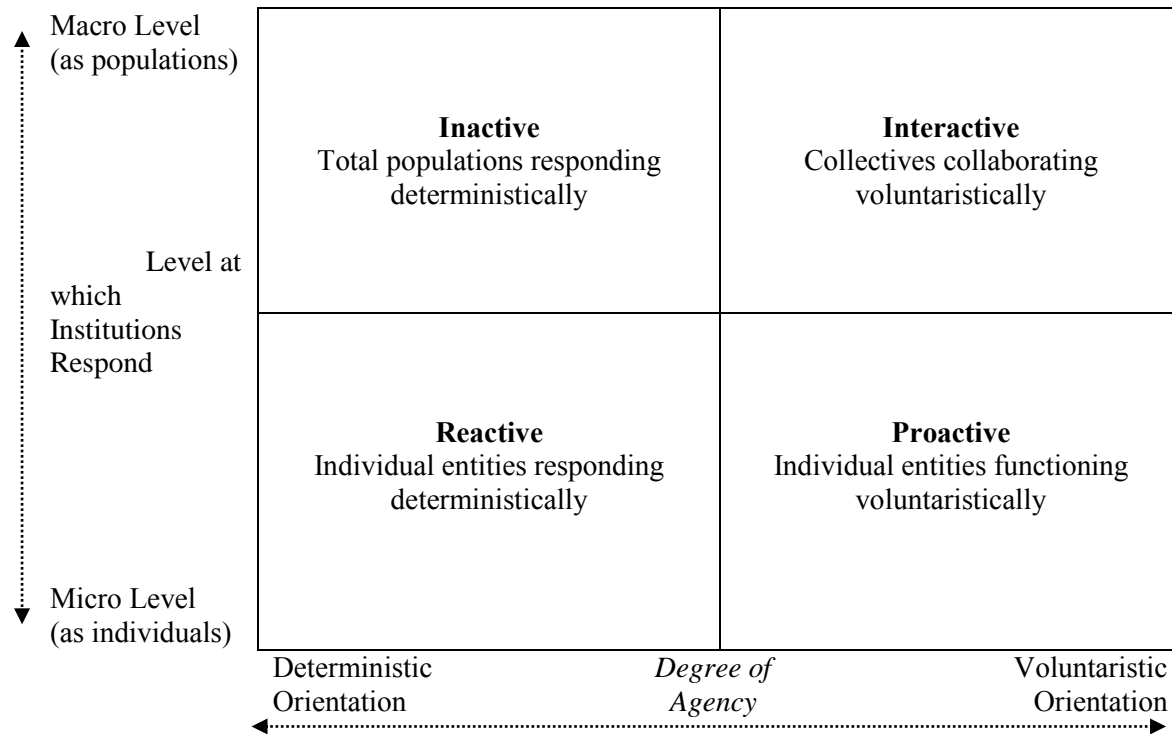 Macro Level
(as populations)
Inactive
Total populations responding
deterministically
Interactive
Collectives collaborating
voluntaristically
Level at
which
Institutions
Respond
Reactive
Individual entities responding
deterministically
Proactive
Individual entities functioning
voluntaristically
Micro Level
(as individuals)
Deterministic
Orientation
Degree of
Agency
Voluntaristic
Orientation